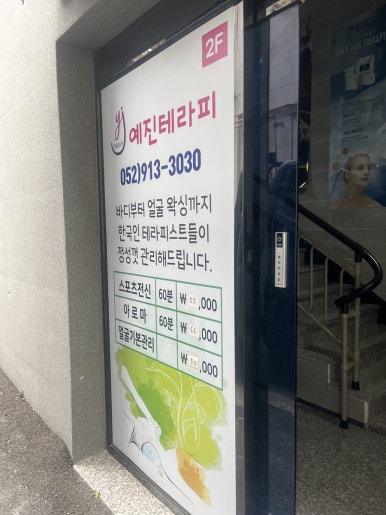 2F
예진테라피
052)913-3030
바디부터 얼굴 왁싱까지
한국인 테라피스트들이
정성껏 관리해드립니다.
스포츠전신 60분 ₩ ,000
아로마 60분 ₩ ,000
얼굴기본관리 ₩ ,000